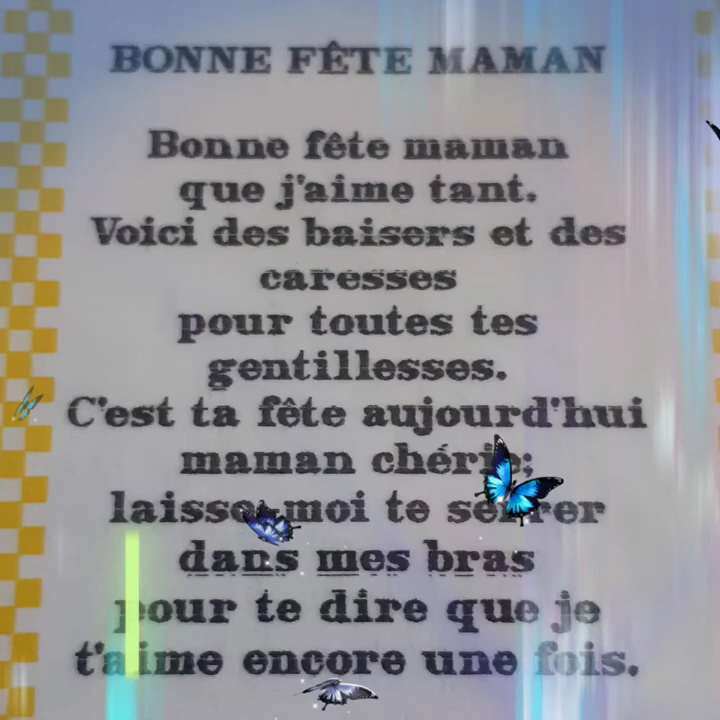 BONNE FÊTE MAMAN
Bonne fête maman
que j'aime tant.
Voici des baisers et des
caresses
pour toutes tes
gentillesses.
C'est ta fête aujourd'hui
maman chérie;
laisse-moi te serrer
dans mes bras
pour te dire que je
t'aime encore une fois.